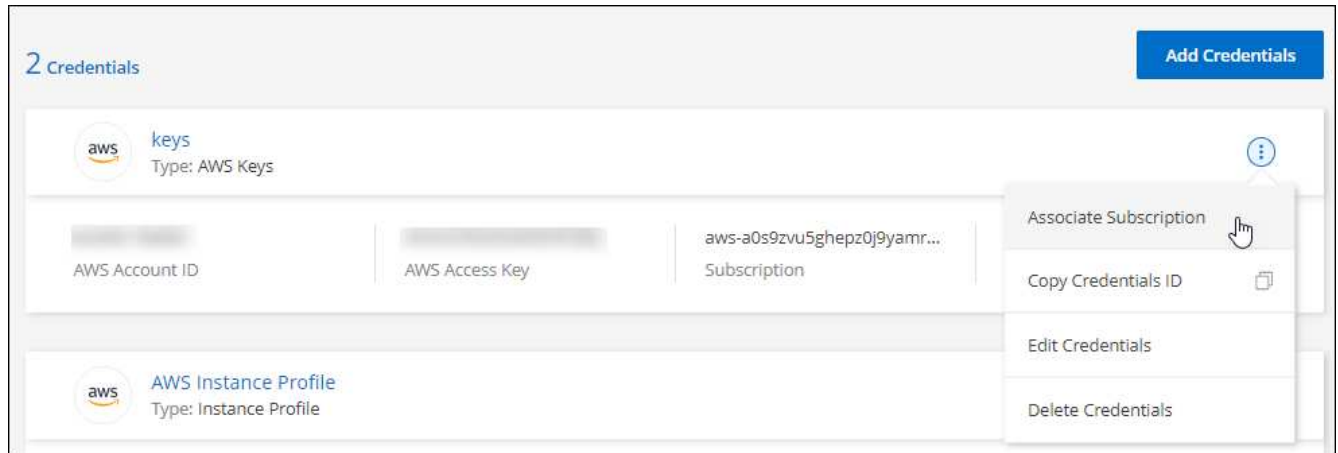 2 Credentials
Add Credentials
aws
keys
Type: AWS Keys
AWS Account ID
AWS Access Key
aws-a0s9zvu5ghepz0j9yamr...
Subscription
Associate Subscription
Copy Credentials ID
Edit Credentials
Delete Credentials
aws
AWS Instance Profile
Type: Instance Profile